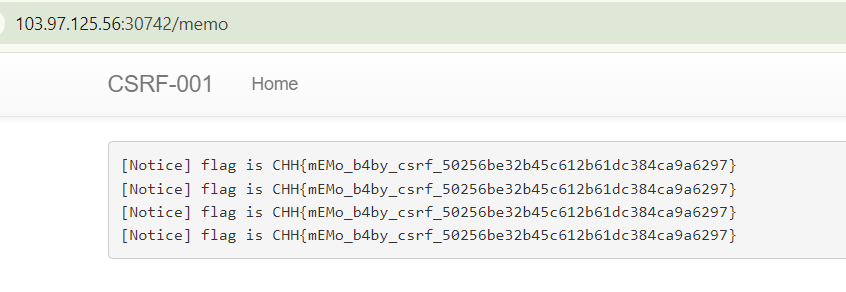 103.97.125.56:30742/memo
CSRF-001 Home
[Notice] flag is CHH{mEMo_b4by_csrf_50256be32b45c612b61dc384ca9a6297}
[Notice] flag is CHH{mEMo_b4by_csrf_50256be32b45c612b61dc384ca9a6297}
[Notice] flag is CHH{mEMo_b4by_csrf_50256be32b45c612b61dc384ca9a6297}
[Notice] flag is CHH{mEMo_b4by_csrf_50256be32b45c612b61dc384ca9a6297}